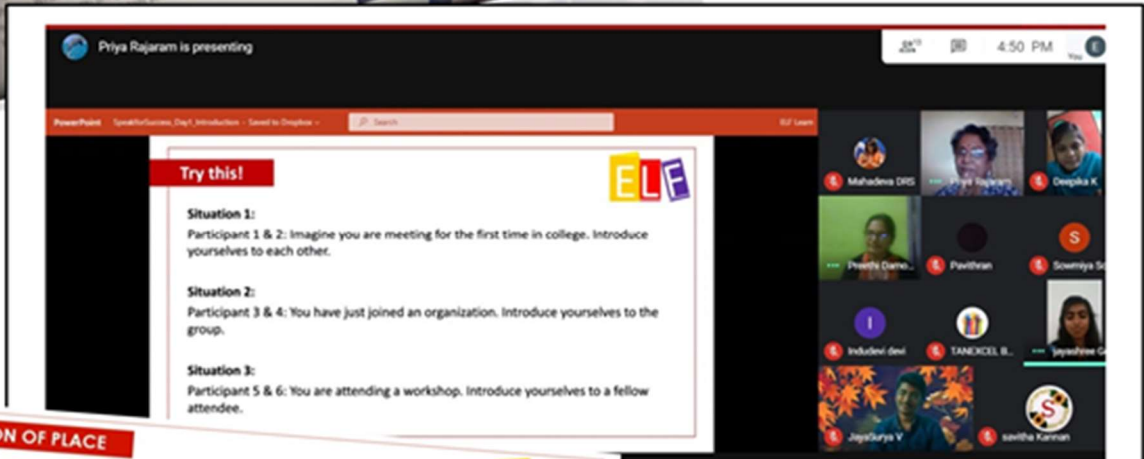 Priya Rajaram is presenting
13
4:50 PM
You
E
PowerPoint SpeakforSuccess_Day1_Introduction - Saved to Dropbox
Search
ELF Learn
Try this!
ELF
Situation 1:
Participant 1 & 2: Imagine you are meeting for the first time in college. Introduce
yourselves to each other.
Situation 2:
Participant 3 & 4: You have just joined an organization. Introduce yourselves to the
group.
Situation 3:
Participant 5 & 6: You are attending a workshop. Introduce yourselves to a fellow
attendee.
Mahadeva DRS
Priya Rajaram
Deepika K
Preethi Damo...
Pavithran
S
Sowmiya So
I
Indudevi devi
TANEXCEL B...
jayashree G
JayaSurya V
S
savitha Kannan
ON OF PLACE